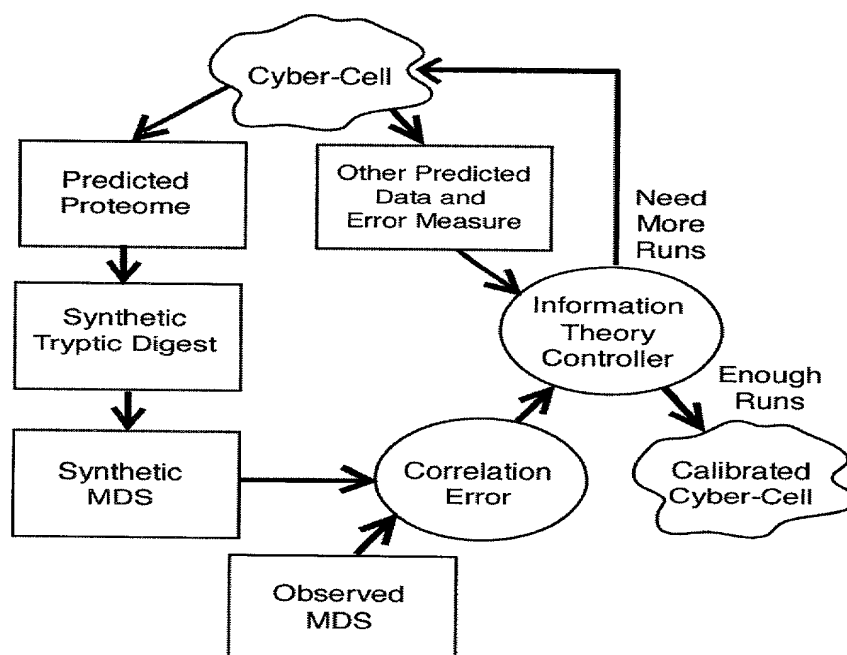 Cyber-Cell
Predicted
Proteome
Other Predicted
Data and
Error Measure
Need
More
Runs
Synthetic
Tryptic Digest
Information
Theory
Controller
Enough
Runs
Synthetic
MDS
Correlation
Error
Calibrated
Cyber-Cell
Observed
MDS